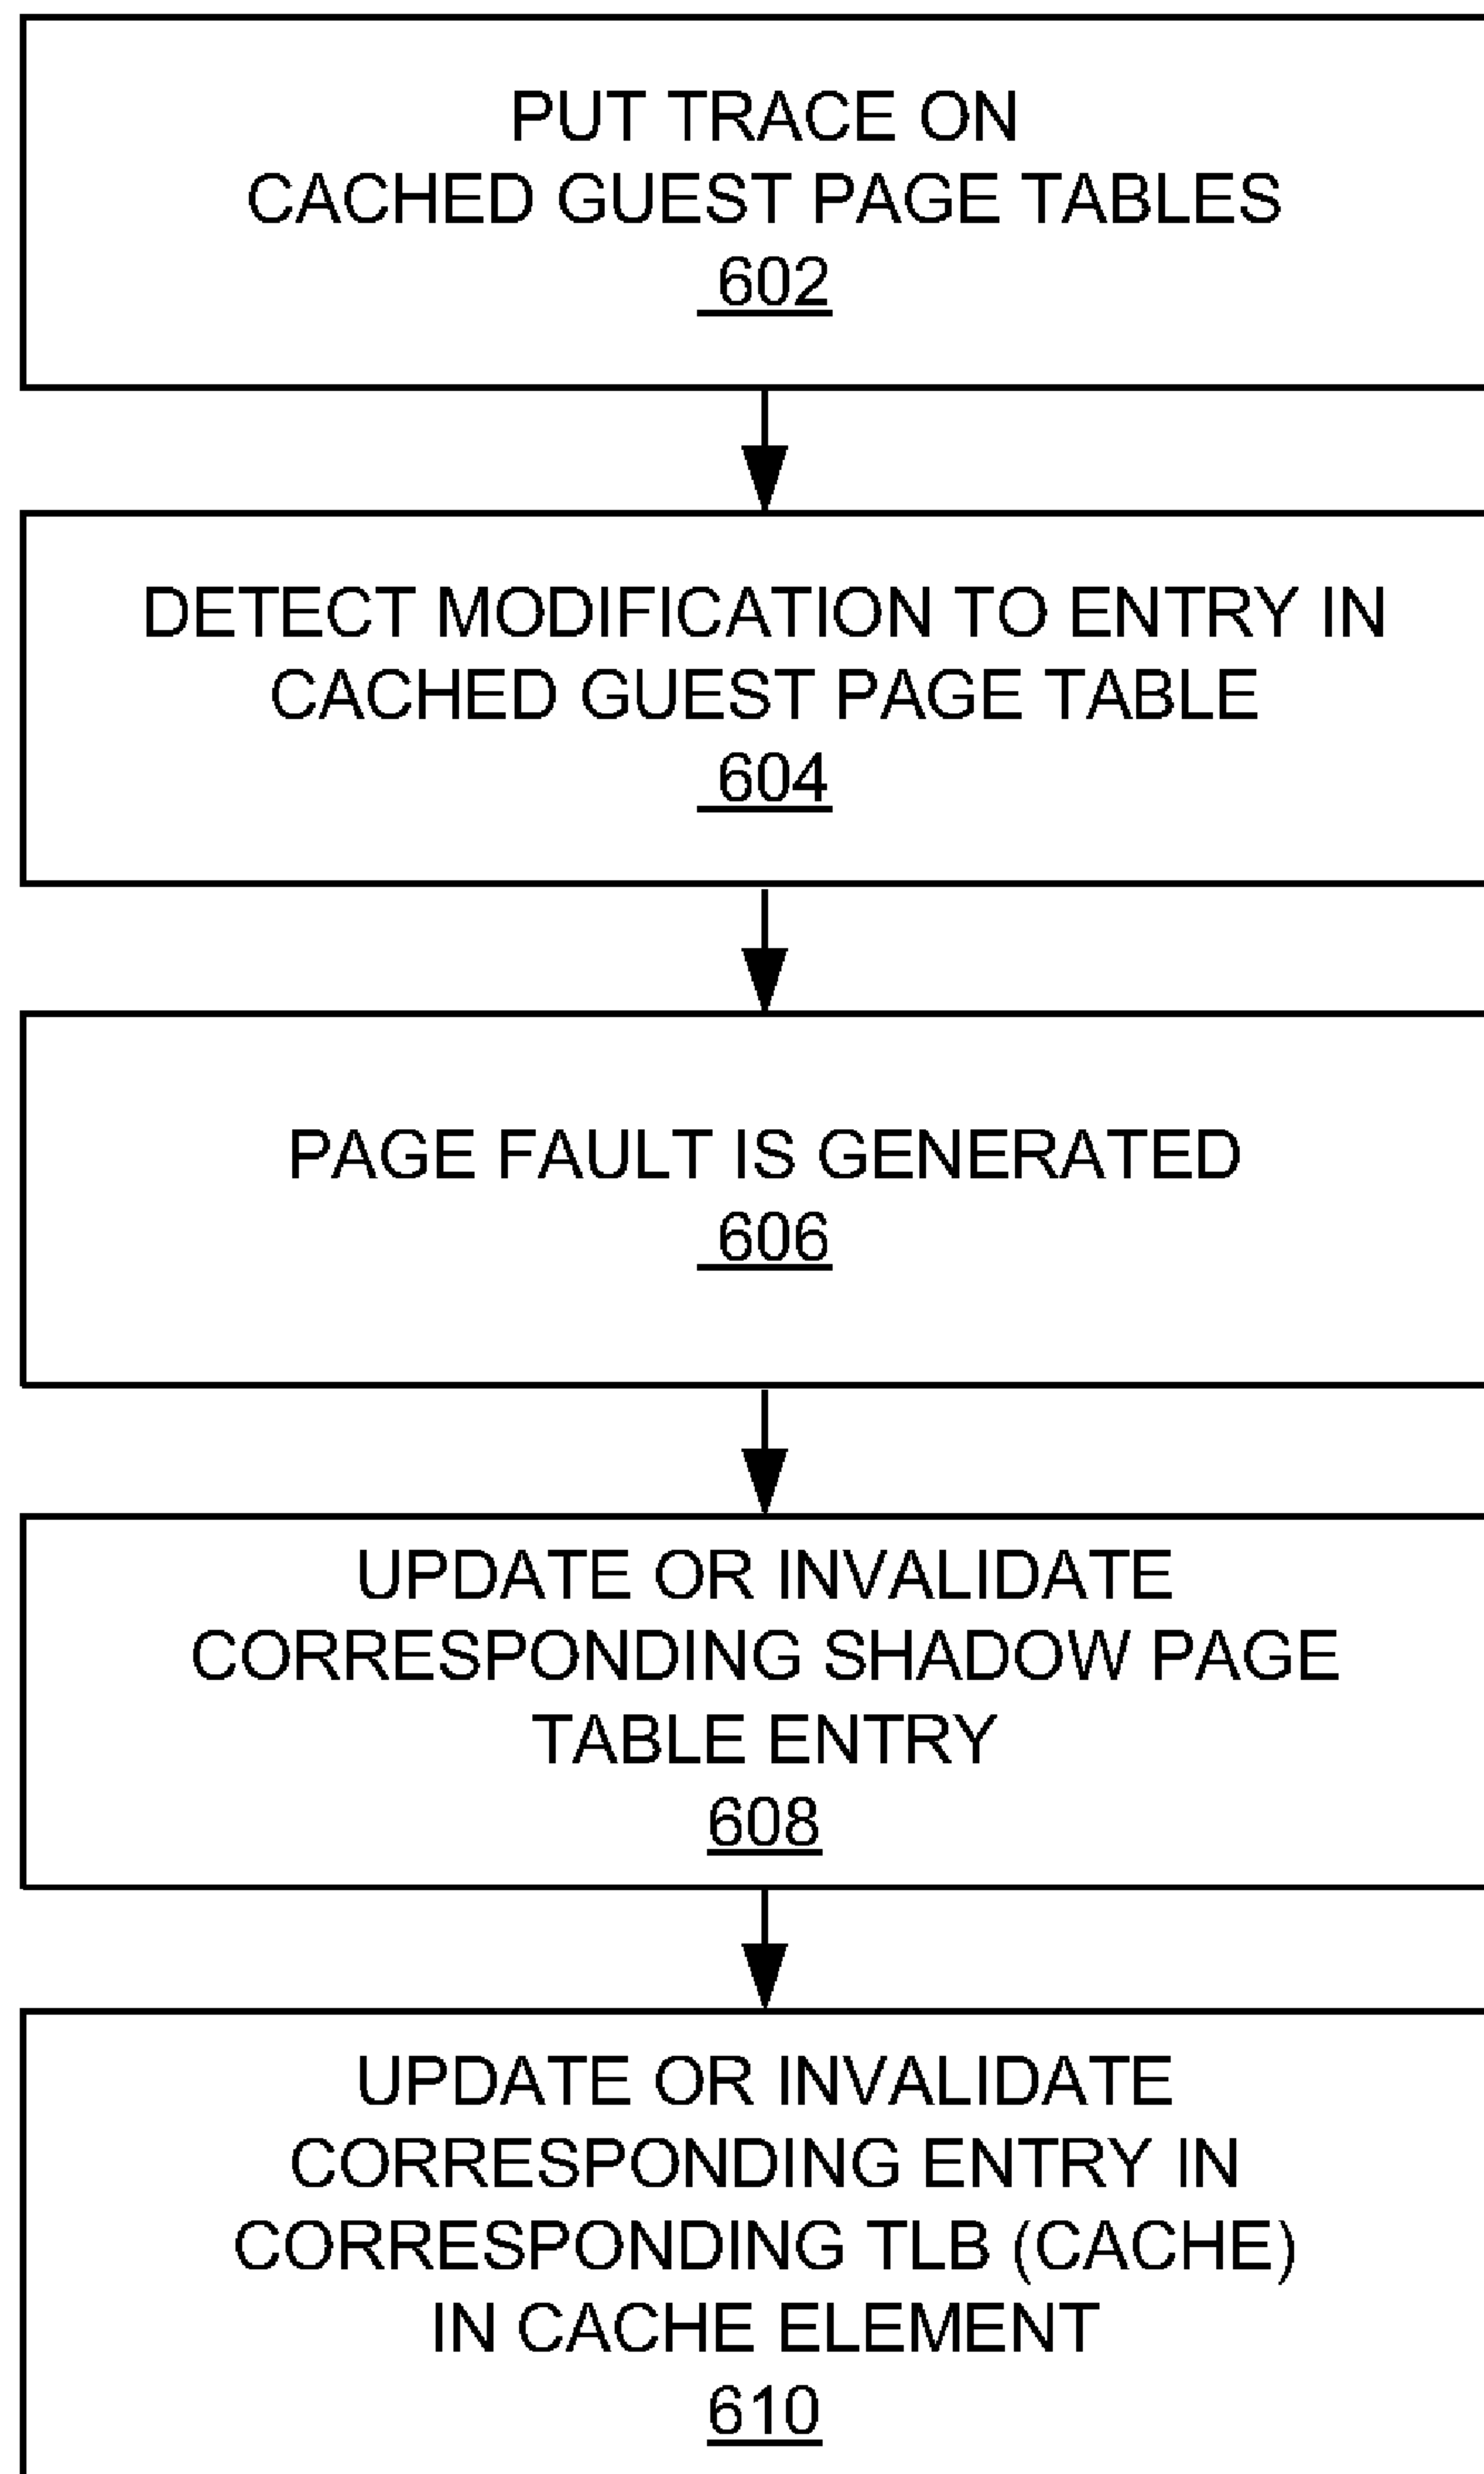 PUT TRACE ON
CACHED GUEST PAGE TABLES
602
DETECT MODIFICATION TO ENTRY IN
CACHED GUEST PAGE TABLE
604
PAGE FAULT IS GENERATED
606
UPDATE OR INVALIDATE
CORRESPONDING SHADOW PAGE
TABLE ENTRY
608
UPDATE OR INVALIDATE
CORRESPONDING ENTRY IN
CORRESPONDING TLB (CACHE)
IN CACHE ELEMENT
610